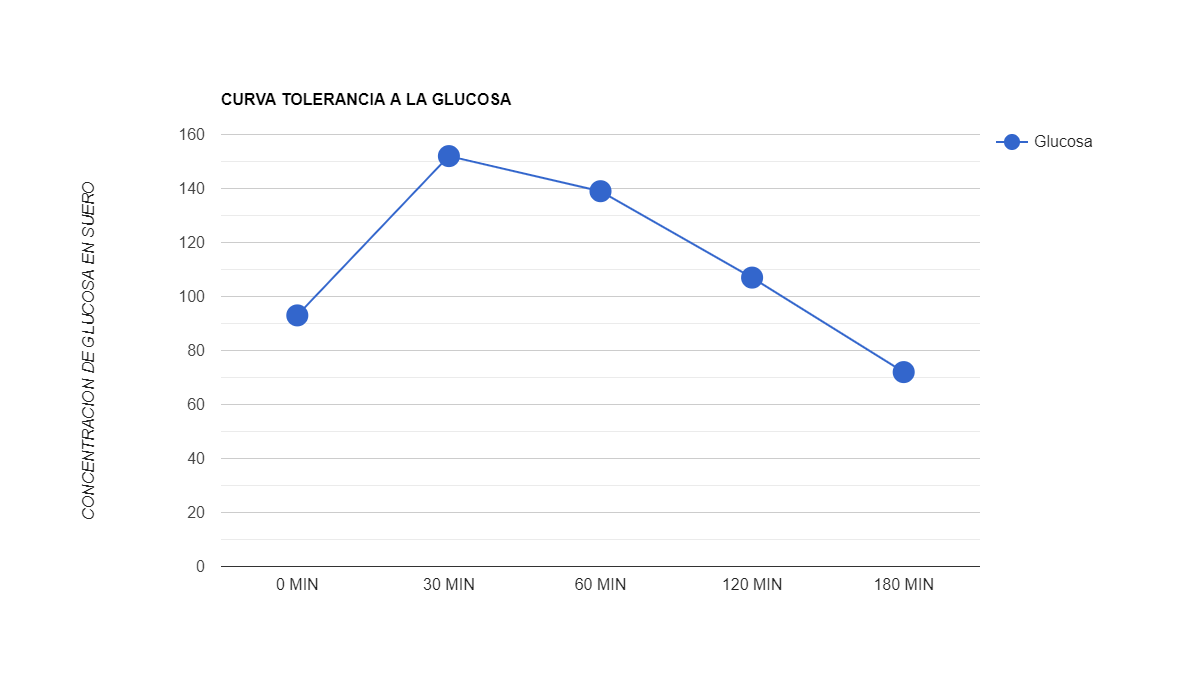 CURVA TOLERANCIA A LA GLUCOSA
Glucosa
CONCENTRACION DE GLUCOSA EN SUERO
160
140
120
100
80
60
40
20
0
0 MIN
30 MIN
60 MIN
120 MIN
180 MIN